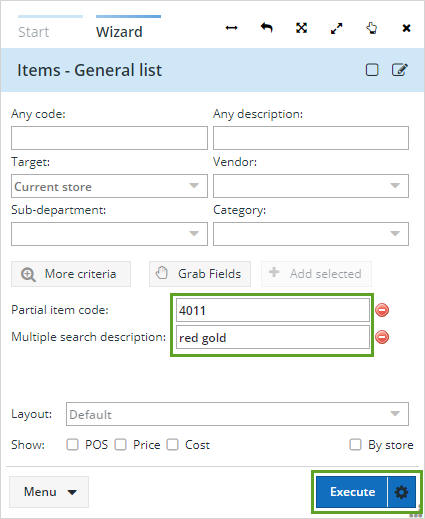 Start Wizard
Items - General list
Any code: Any description:
Target: Vendor:
Current store
Sub-department: Category:
More criteria Grab Fields Add selected
Partial item code: 4011
Multiple search description: red gold
Layout: Default
Show: POS Price Cost By store
Menu Execute